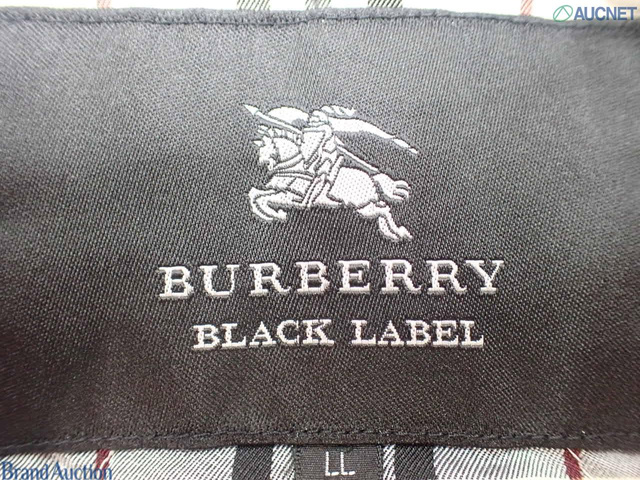 AUCNET
BURBERRY
BLACK LABEL
LL
Brand Auction